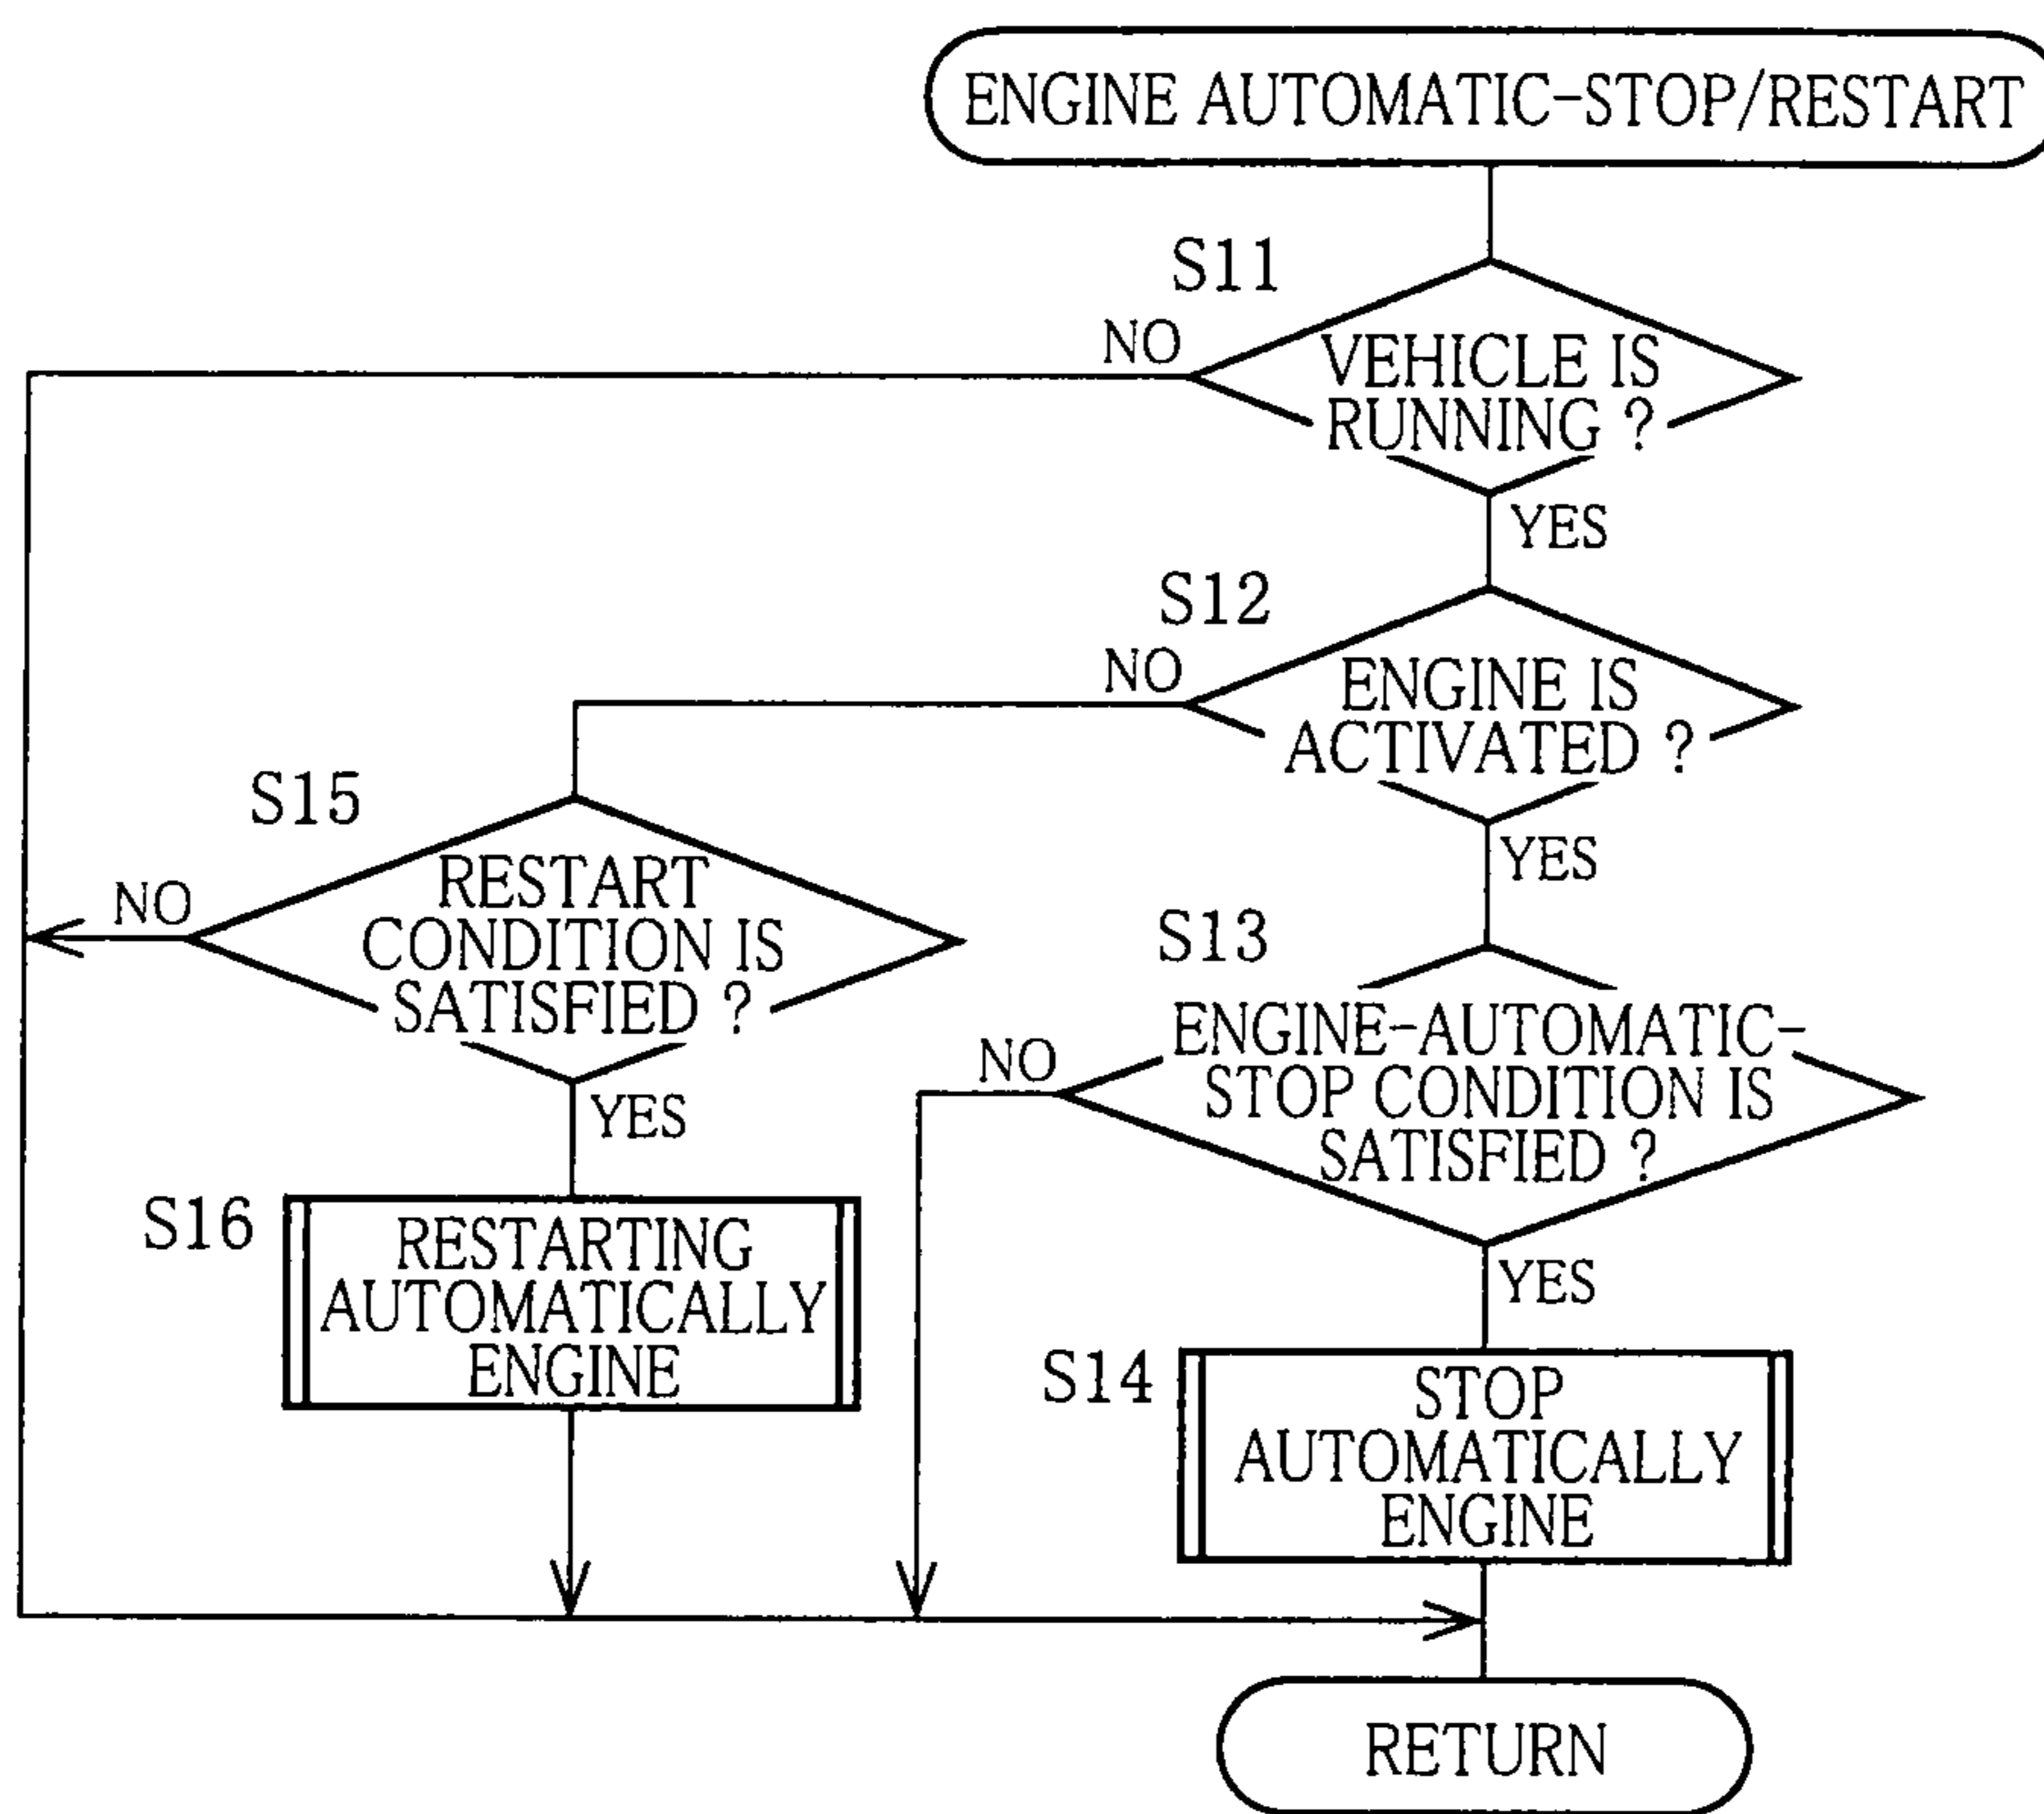 ENGINE AUTOMATIC-STOP/RESTART
S11
NO
VEHICLE IS
RUNNING ?
YES
S12
NO
ENGINE IS
ACTIVATED ?
YES
S15
NO
RESTART
CONDITION IS
SATISFIED ?
YES
S13
NO
ENGINE-AUTOMATIC-
STOP CONDITION IS
SATISFIED ?
YES
S16
RESTARTING
AUTOMATICALLY
ENGINE
S14
STOP
AUTOMATICALLY
ENGINE
RETURN